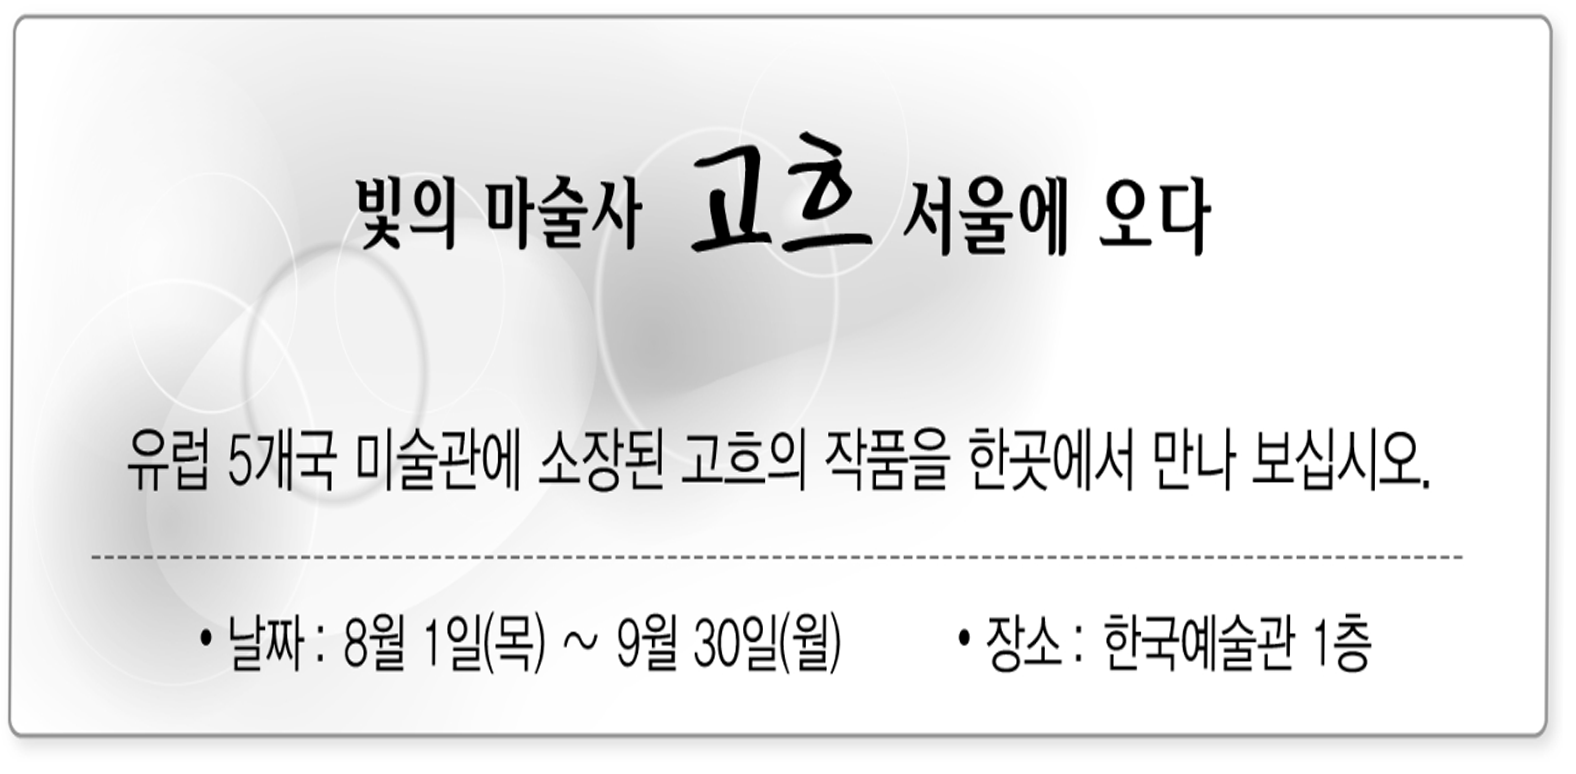 빛의 마술사 고흐 서울에 오다
유럽 5개국 미술관에 소장된 고흐의 작품을 한곳에서 만나 보십시오.
• 날짜 : 8월 1일(목) ~ 9월 30일(월) • 장소 : 한국예술관 1층